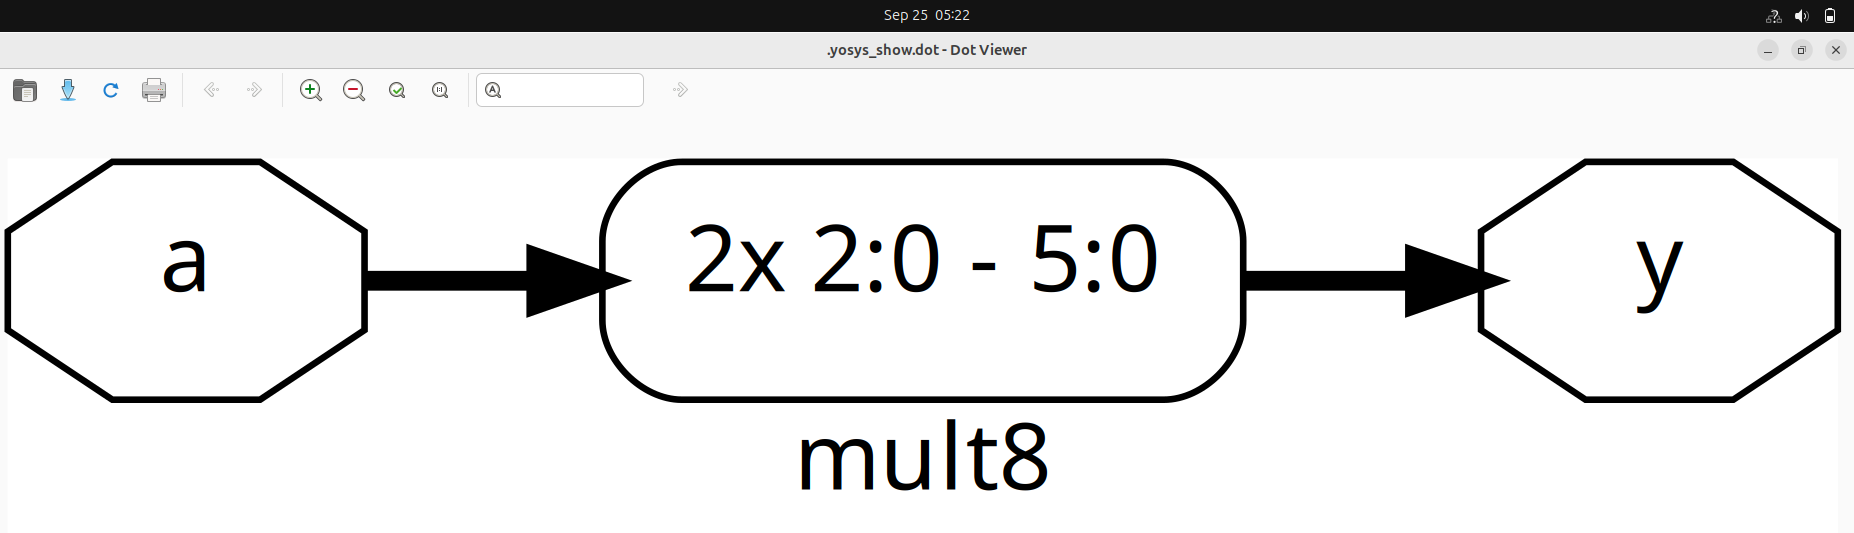 Sep 25 05:22
.yosys_show.dot - Dot Viewer
a
2x 2:0 - 5:0
y
mult8